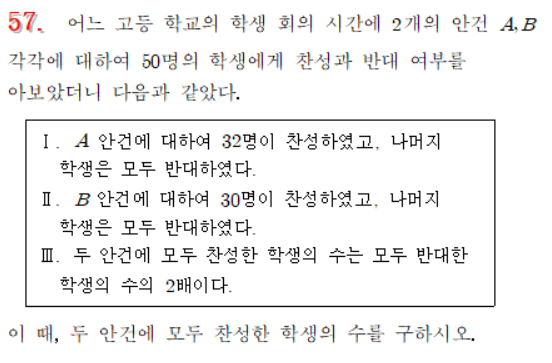 57. 어느 고등 학교의 학생 회의 시간에 2개의 안건 A, B
각각에 대하여 50명의 학생에게 찬성과 반대 여부를
아보았더니 다음과 같았다.
Ⅰ. A 안건에 대하여 32명이 찬성하였고, 나머지
학생은 모두 반대하였다.
Ⅱ. B 안건에 대하여 30명이 찬성하였고, 나머지
학생은 모두 반대하였다.
Ⅲ. 두 안건에 모두 찬성한 학생의 수는 모두 반대한
학생의 수의 2배이다.
이 때, 두 안건에 모두 찬성한 학생의 수를 구하시오.